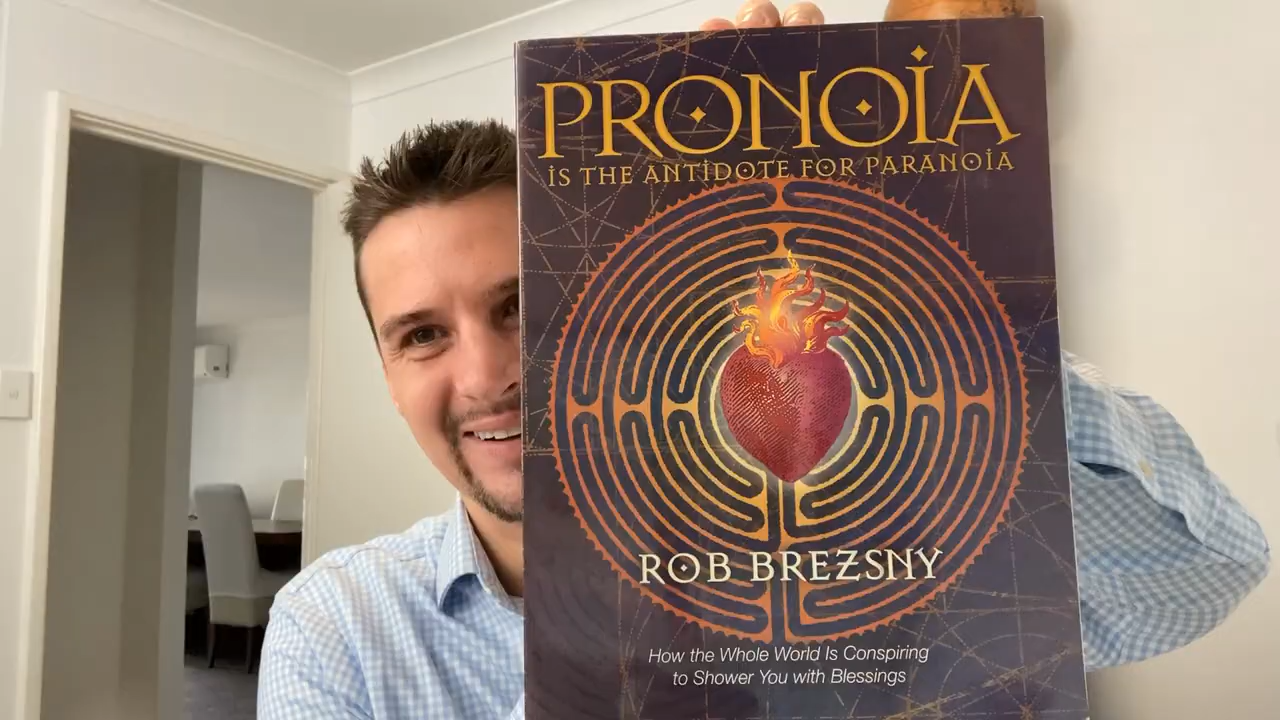 PRONOIA
IS THE ANTIDOTE FOR PARANOIA
ROB BREZSNY
How the Whole World Is Conspiring
to Shower You with Blessings